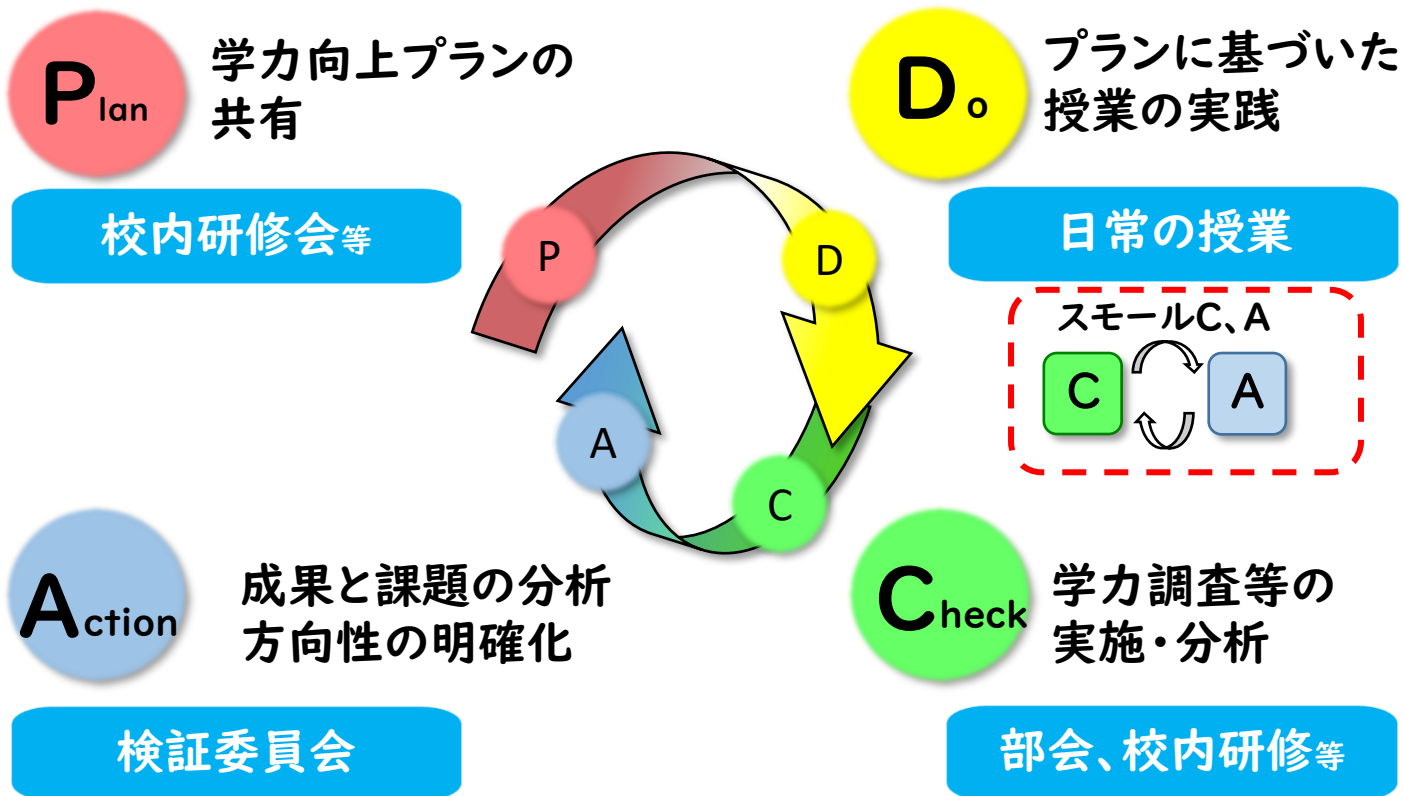 Plan
学力向上プランの
共有
校内研修会等
Do
プランに基づいた
授業の実践
日常の授業
スモールC、A
C
A
P
D
A
C
Action
成果と課題の分析
方向性の明確化
検証委員会
Check
学力調査等の
実施・分析
部会、校内研修等